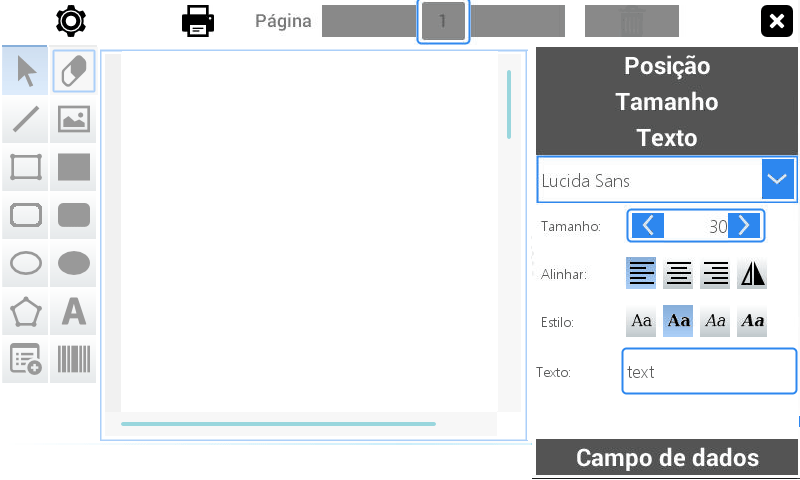 Página
1
Posição
Tamanho
Texto
Lucida Sans
Tamanho:
30
Alinhar:
Estilo:
Aa Aa Aa Aa
Texto:
text
Campo de dados
A